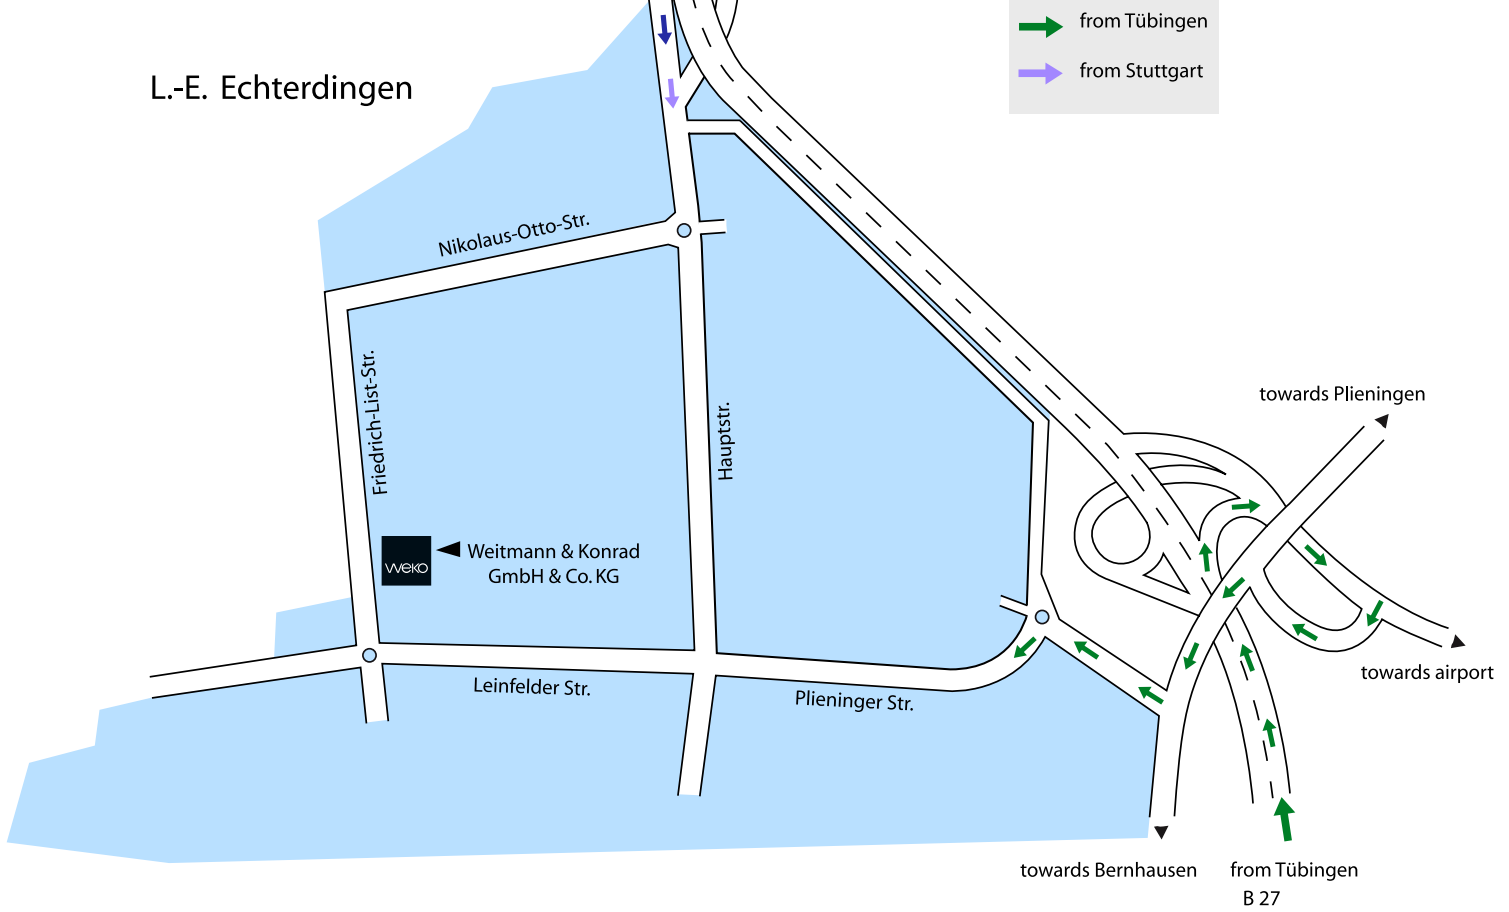 from Tübingen
from Stuttgart
L.-E. Echterdingen
Nikolaus-Otto-Str.
Friedrich-List-Str.
Hauptstr.
towards Plieningen
weko
Weitmann & Konrad
GmbH & Co. KG
towards airport
Leinfelder Str.
Plieninger Str.
towards Bernhausen
from Tübingen
B 27